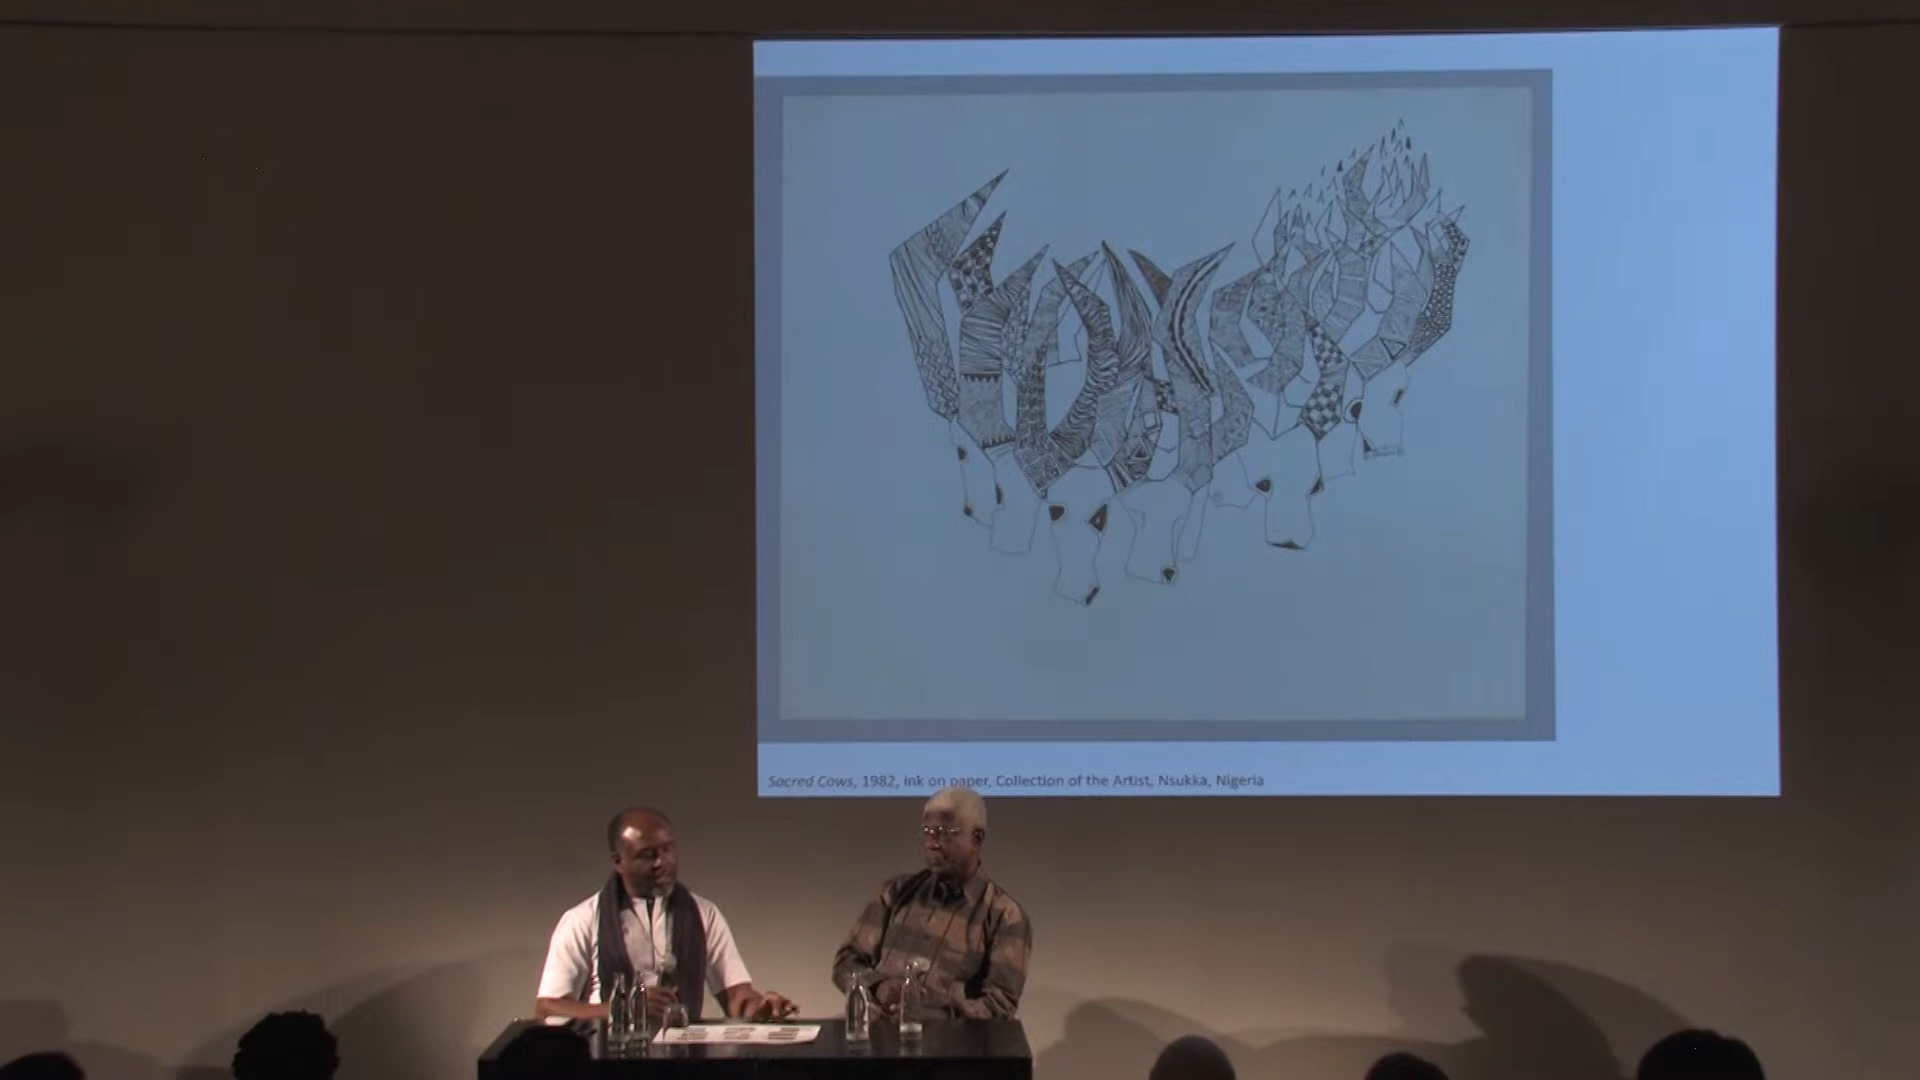 Sacred Cows, 1982, ink on paper, Collection of the Artist, Nsukka, Nigeria